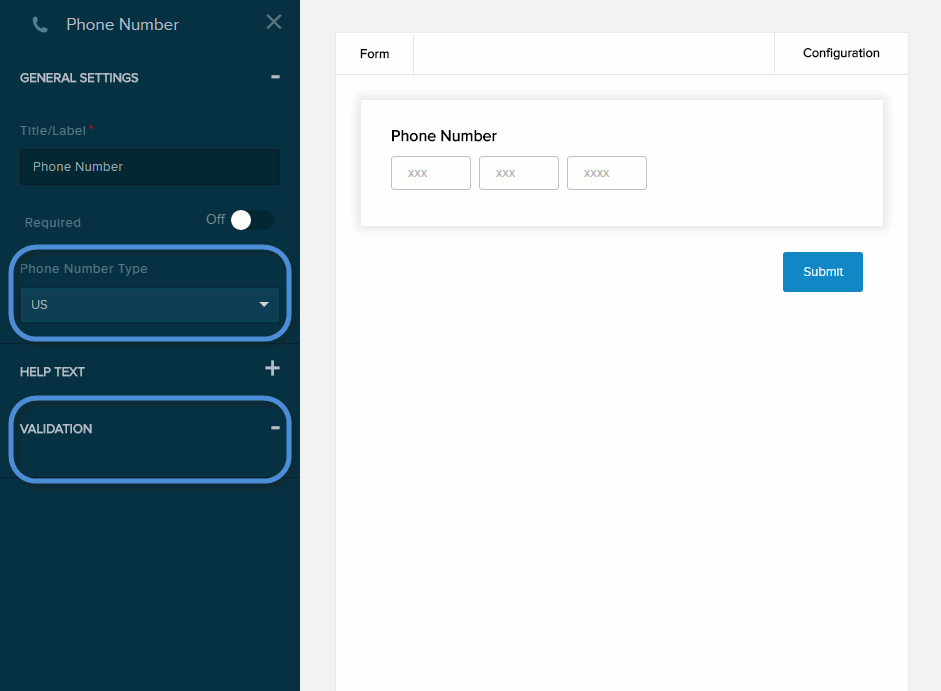 Phone Number
GENERAL SETTINGS
Title/Label*
Phone Number
Required
Off
Phone Number Type
US
HELP TEXT
VALIDATION
Form
Configuration
Phone Number
xxx
xxx
xxxx
Submit